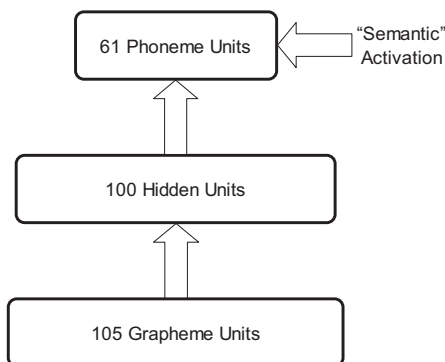 61 Phoneme Units
“Semantic”
Activation
100 Hidden Units
105 Grapheme Units